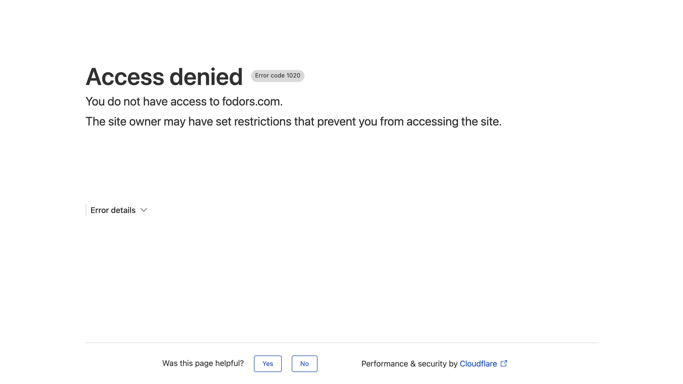 Access denied Error code 1020
You do not have access to fodors.com.
The site owner may have set restrictions that prevent you from accessing the site.
Error details
Was this page helpful? Yes No Performance & security by Cloudflare